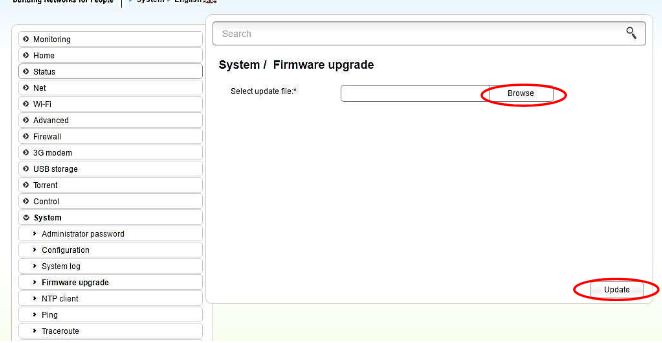 Building Networks for People System English
Search
Monitoring
Home
Status
Net
Wi-Fi
Advanced
Firewall
3G modem
USB storage
Torrent
Control
System
Administrator password
Configuration
System log
Firmware upgrade
NTP client
Ping
Traceroute
System / Firmware upgrade
Select update file:*
Browse
Update